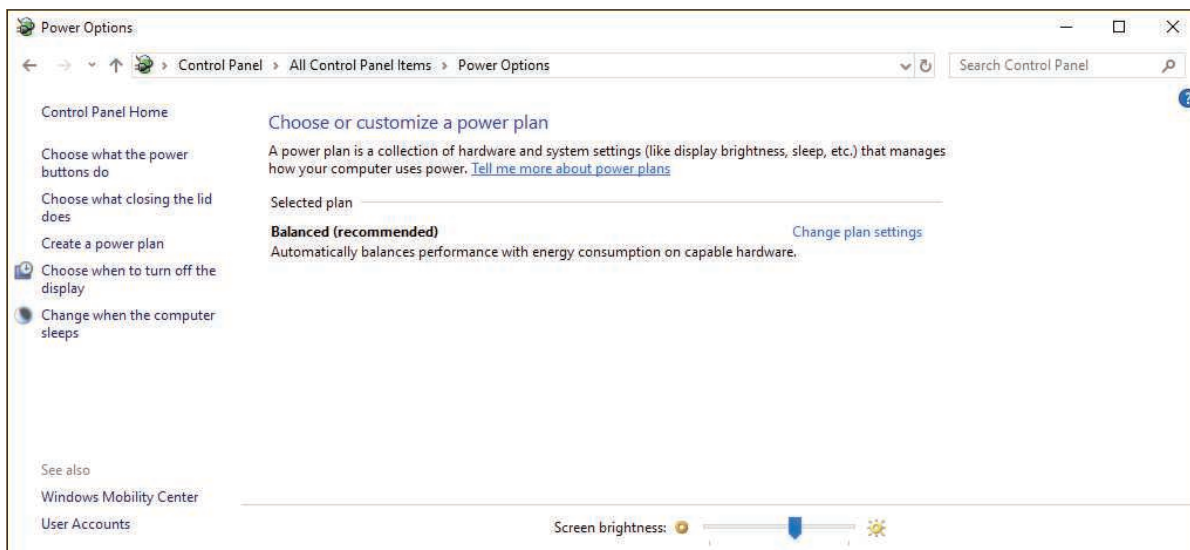 Power Options
Control Panel > All Control Panel Items > Power Options
Search Control Panel
Control Panel Home
Choose what the power
buttons do
Choose what closing the lid
does
Create a power plan
Choose when to turn off the
display
Change when the computer
sleeps
See also
Windows Mobility Center
User Accounts
?
Choose or customize a power plan
A power plan is a collection of hardware and system settings (like display brightness, sleep, etc.) that manages
how your computer uses power. Tell me more about power plans
Selected plan
Balanced (recommended)
Change plan settings
Automatically balances performance with energy consumption on capable hardware.
Screen brightness: